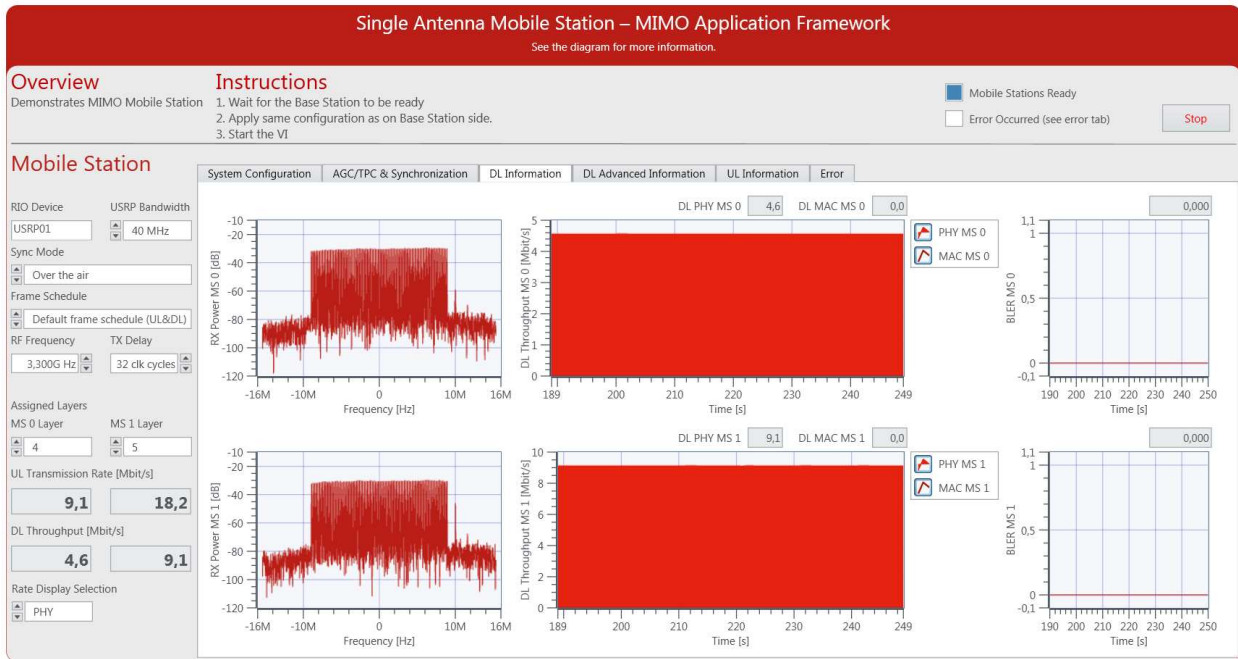 Single Antenna Mobile Station – MIMO Application Framework
See the diagram for more information.
Overview
Demonstrates MIMO Mobile Station
Instructions
1. Wait for the Base Station to be ready
2. Apply same configuration as on Base Station side.
3. Start the VI
Mobile Stations Ready
Error Occurred (see error tab)
Stop
Mobile Station
RIO Device USRP Bandwidth
USRP01 40 MHz
Sync Mode
Over the air
Frame Schedule
Default frame schedule (UL&DL)
RF Frequency TX Delay
3,300G Hz 32 clk cycles
Assigned Layers
MS 0 Layer MS 1 Layer
4 5
UL Transmission Rate [Mbit/s]
9,1 18,2
DL Throughput [Mbit/s]
4,6 9,1
Rate Display Selection
PHY
System Configuration AGC/TPC & Synchronization DL Information DL Advanced Information UL Information Error
RX Power MS 0 [dB]
-10
-20
-40
-60
-80
-100
-120
-16M -10M 0 10M 16M
Frequency [Hz]
DL PHY MS 0 4,6 DL MAC MS 0 0,0
DL Throughput MS 0 [Mbit/s]
5
4
3
2
1
0
189 200 210 220 230 240 249
Time [s]
PHY MS 0
MAC MS 0
0,000
BLER MS 0
1,1
1
0,5
0
-0,1
190 200 210 220 230 240 250
Time [s]
RX Power MS 1 [dB]
-10
-20
-40
-60
-80
-100
-120
-16M -10M 0 10M 16M
Frequency [Hz]
DL PHY MS 1 9,1 DL MAC MS 1 0,0
DL Throughput MS 1 [Mbit/s]
10
8
6
4
2
0
189 200 210 220 230 240 249
Time [s]
PHY MS 1
MAC MS 1
0,000
BLER MS 1
1,1
1
0,5
0
-0,1
190 200 210 220 230 240 250
Time [s]